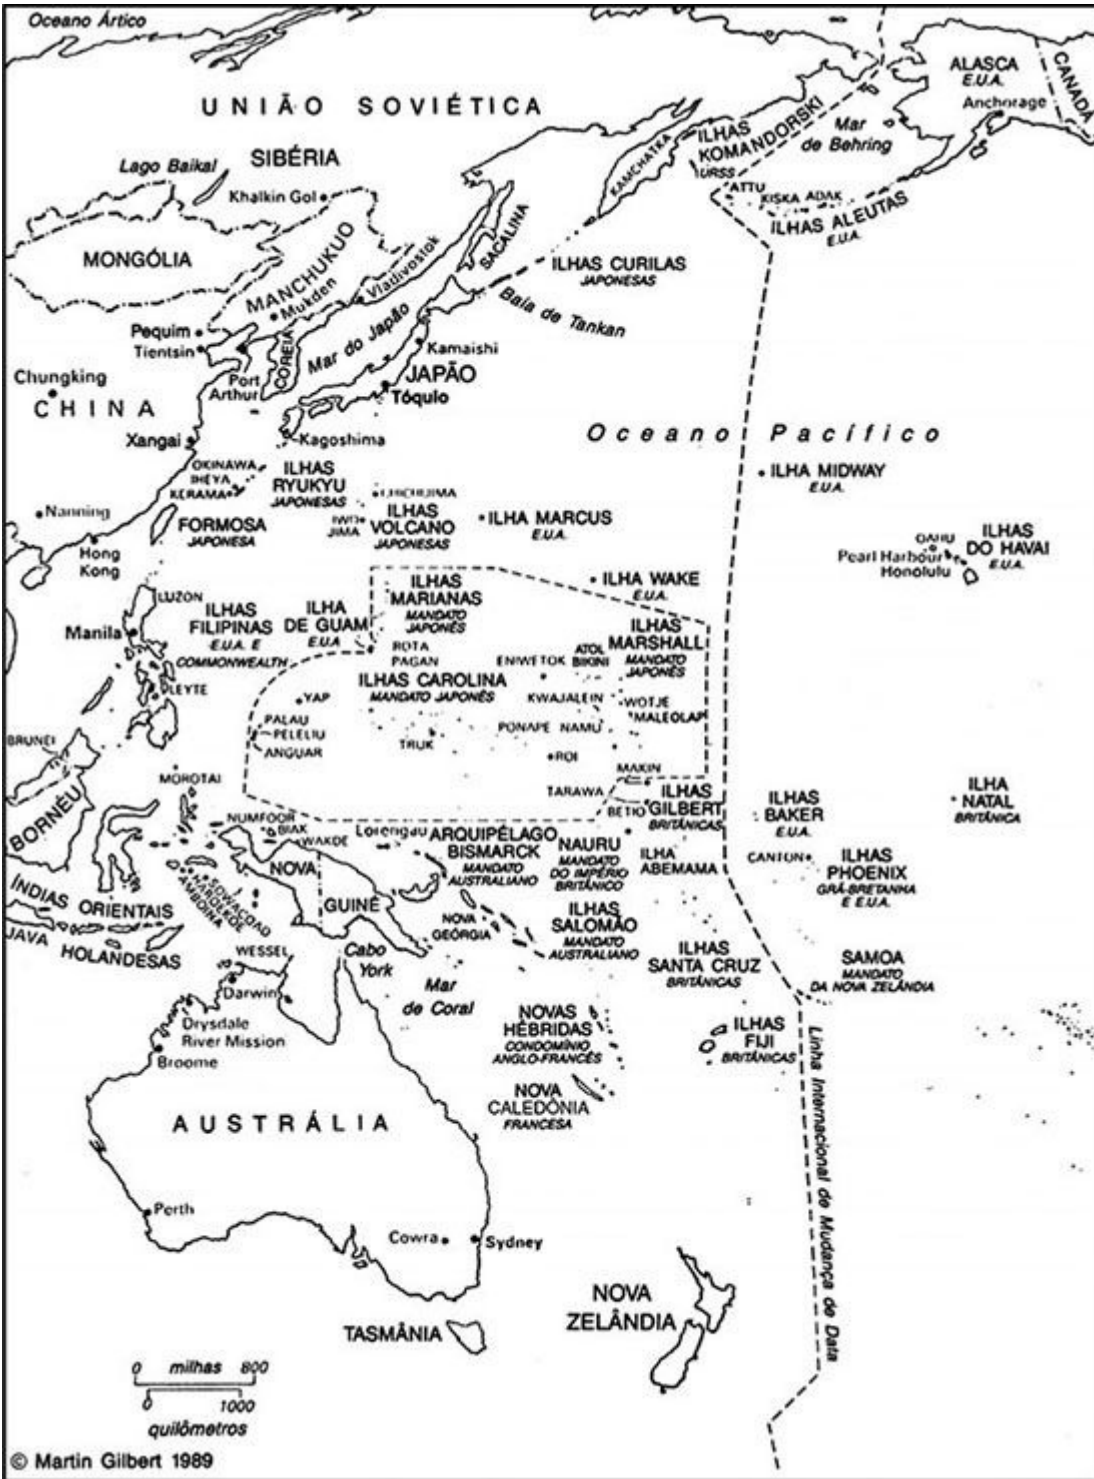 Oceano Ártico
UNIÃO SOVIÉTICA
ALASCA
E.U.A.
CANADA
Anchorage
Mar
de Behring
ILHAS
KOMANDORSKI
URSS
KAMCHATKA
SIBÉRIA
Lago Baikal
Khalkin Gol
ATTU
KISKA
ADAK
ILHAS ALEUTAS
E.U.A.
MONGÓLIA
MANCHUKUO
Mukden
Vladivostok
SACALINA
ILHAS CURILAS
JAPONESAS
Baía de Tankan
Mar do Japão
Pequim
Tientsin
COREIA
Port
Arthur
Kamaishi
JAPÃO
Tóquio
Chungking
CHINA
Xangai
Kagoshima
Oceano Pacífico
OKINAWA
IHEYA
KERAMA
ILHAS
RYUKYU
JAPONESAS
ILHA MIDWAY
E.U.A.
Nanning
Hong
Kong
FORMOSA
JAPONESA
CHICHIJIMA
IWO
JIMA
ILHAS
VOLCANO
JAPONESAS
ILHA MARCUS
E.U.A.
OAHU
Pearl Harbour
Honolulu
ILHAS
DO HAVAI
E.U.A.
ILHA WAKE
E.U.A.
LUZON
Manila
ILHAS
FILIPINAS
E.U.A. E
COMMONWEALTH
ILHA
DE GUAM
E.U.A
ILHAS
MARIANAS
MANDATO
JAPONÊS
ROTA
PAGAN
ILHAS
MARSHALL
MANDATO
JAPONÊS
ATOL
BIKINI
ENIWETOK
LEYTE
YAP
ILHAS CAROLINA
MANDATO JAPONÊS
KWAJALEIN
WOTJE
MALEOLAP
PALAU
PELELIU
ANGUAR
TRUK
PONAPE
NAMU
ROI
BRUNEI
BORNÉU
MOROTAI
MAKIN
TARAWA
BETIO
ILHAS
GILBERT
BRITÂNICAS
ILHAS
BAKER
E.U.A.
ILHA
NATAL
BRITÂNICA
NUMFOOR
BIAK
WAKDE
Lorengau
ARQUIPÉLAGO
BISMARCK
MANDATO
AUSTRALIANO
NAURU
MANDATO
DO IMPÉRIO
BRITÂNICO
ILHA
ABEMAMA
CANTON
ILHAS
PHOENIX
GRÃ-BRETANHA
E E.U.A.
NOVA
GUINÉ
ÍNDIAS ORIENTAIS
HOLANDESAS
JAVA
AMBOINA
NOVA
GEÓRGIA
ILHAS
SALOMÃO
MANDATO
AUSTRALIANO
ILHAS
SANTA CRUZ
BRITÂNICAS
SAMOA
MANDATO
DA NOVA ZELÂNDIA
WESSEL
Cabo
York
Mar
de Coral
Darwin
Drysdale
River Mission
Broome
NOVAS
HÉBRIDAS
CONDOMÍNIO
ANGLO-FRANCÊS
ILHAS
FIJI
BRITÂNICAS
NOVA
CALEDÔNIA
FRANCESA
AUSTRÁLIA
Linha Internacional de Mudança de Data
Perth
Cowra
Sydney
NOVA
ZELÂNDIA
TASMÂNIA
0 milhas 800
0 1000
quilômetros
© Martin Gilbert 1989